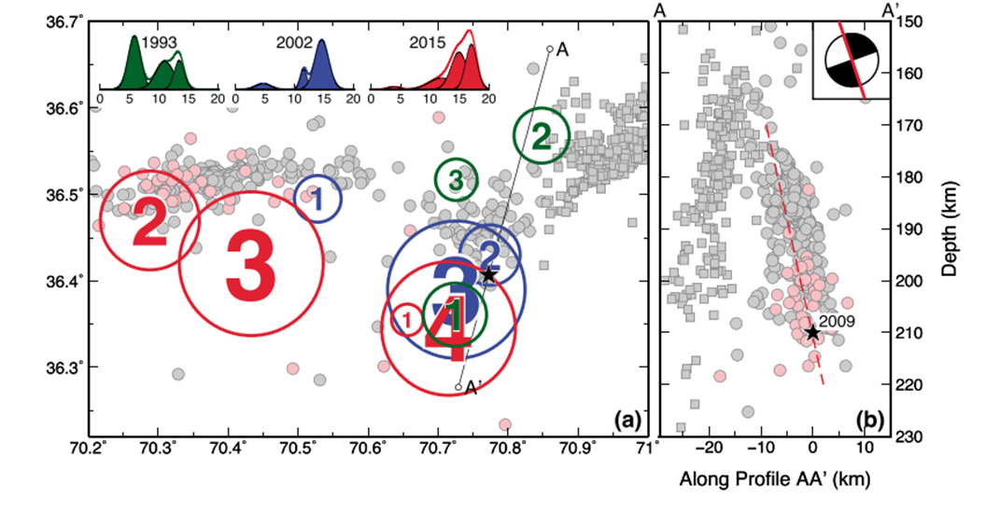 A A'
36.7˚
36.6˚
36.5˚
36.4˚
36.3˚
1993
0 5 10 15 20
2002
0 5 10 15 20
2015
0 5 10 15 20
A
2
3
1
2
3
2
3
1
4
1
A'
(a)
70.2˚ 70.3˚ 70.4˚ 70.5˚ 70.6˚ 70.7˚ 70.8˚ 70.9˚ 71˚
150
160
170
180
190
200
210
220
230
Depth (km)
2009
(b)
−20 −10 0 10
Along Profile AA' (km)